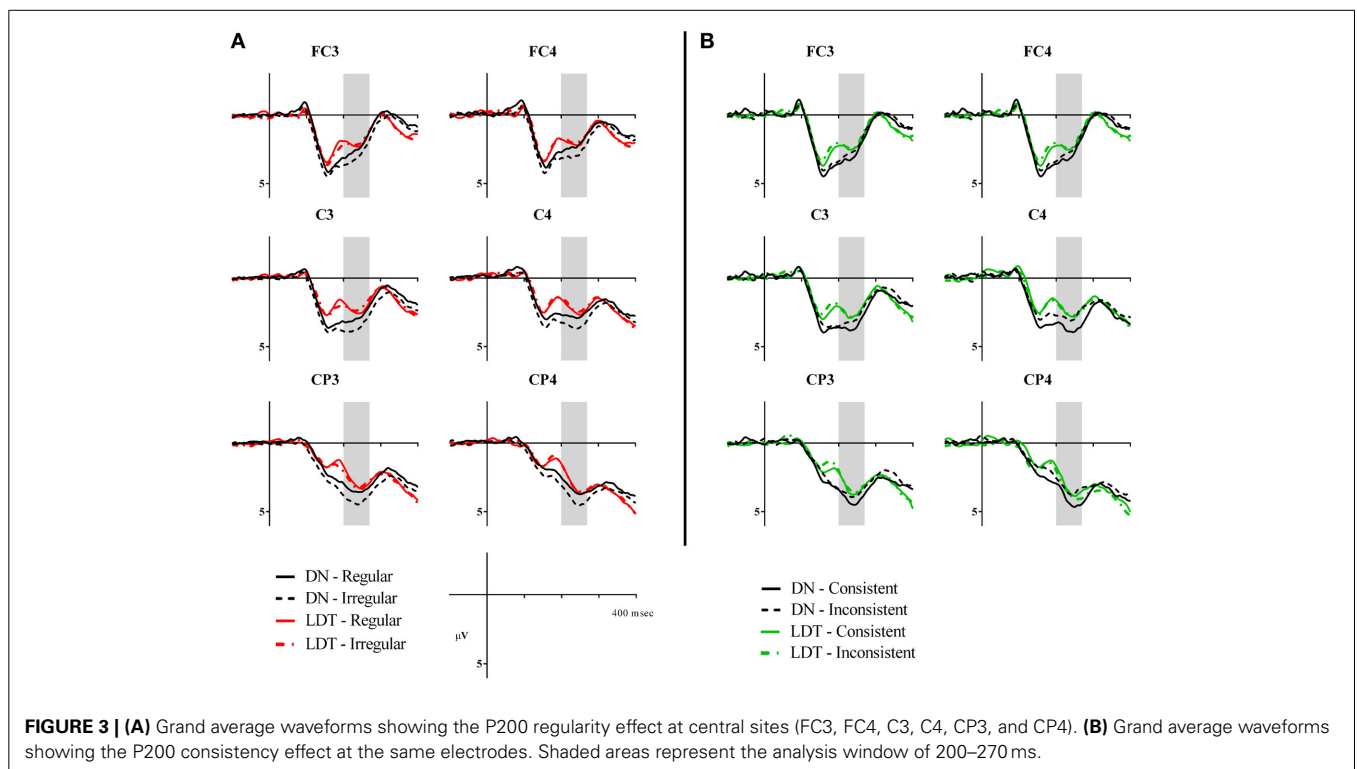 A
B
FC3
FC4
FC3
FC4
5
5
5
5
C3
C4
C3
C4
5
5
5
5
CP3
CP4
CP3
CP4
5
5
5
5
DN - Regular
DN - Irregular
LDT - Regular
LDT - Irregular
400 msec
μV
5
DN - Consistent
DN - Inconsistent
LDT - Consistent
LDT - Inconsistent
FIGURE 3 | (A) Grand average waveforms showing the P200 regularity effect at central sites (FC3, FC4, C3, C4, CP3, and CP4). (B) Grand average waveforms
showing the P200 consistency effect at the same electrodes. Shaded areas represent the analysis window of 200–270 ms.